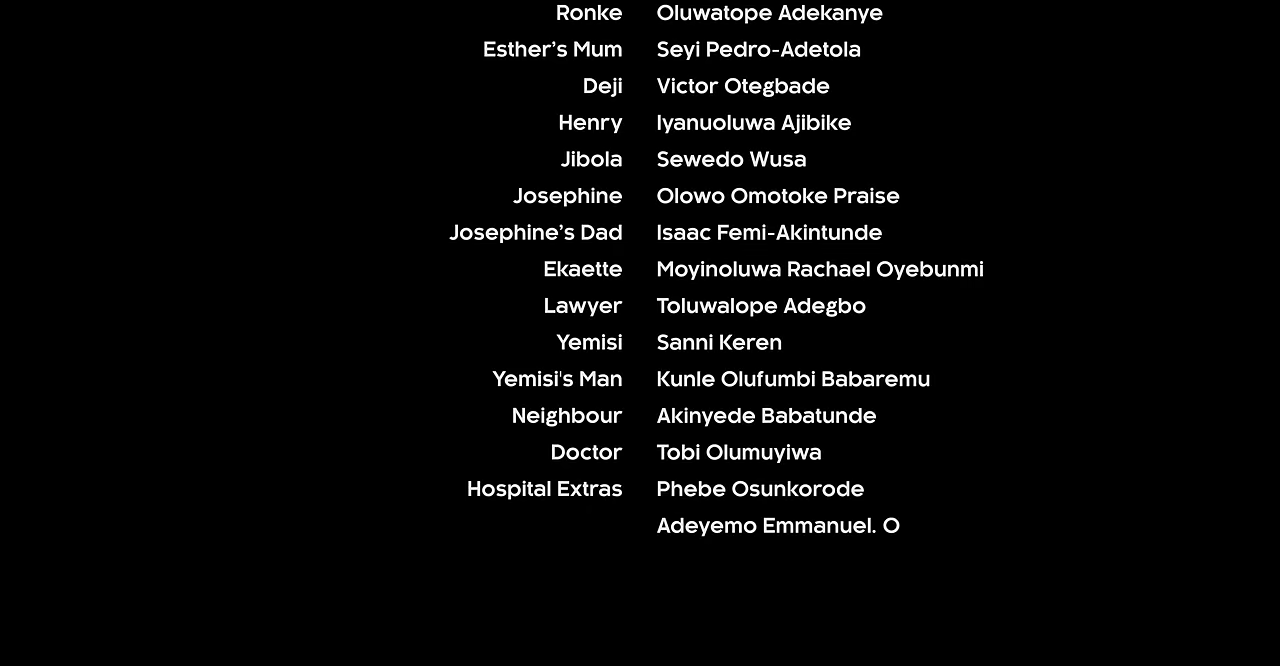 Ronke Oluwatope Adekanye
Esther’s Mum Seyi Pedro-Adetola
Deji Victor Otegbade
Henry Iyanuoluwa Ajibike
Jibola Sewedo Wusa
Josephine Olowo Omotoke Praise
Josephine’s Dad Isaac Femi-Akintunde
Ekaette Moyinoluwa Rachael Oyebunmi
Lawyer Toluwalope Adegbo
Yemisi Sanni Keren
Yemisi's Man Kunle Olufumbi Babaremu
Neighbour Akinyede Babatunde
Doctor Tobi Olumuyiwa
Hospital Extras Phebe Osunkorode
Adeyemo Emmanuel. O